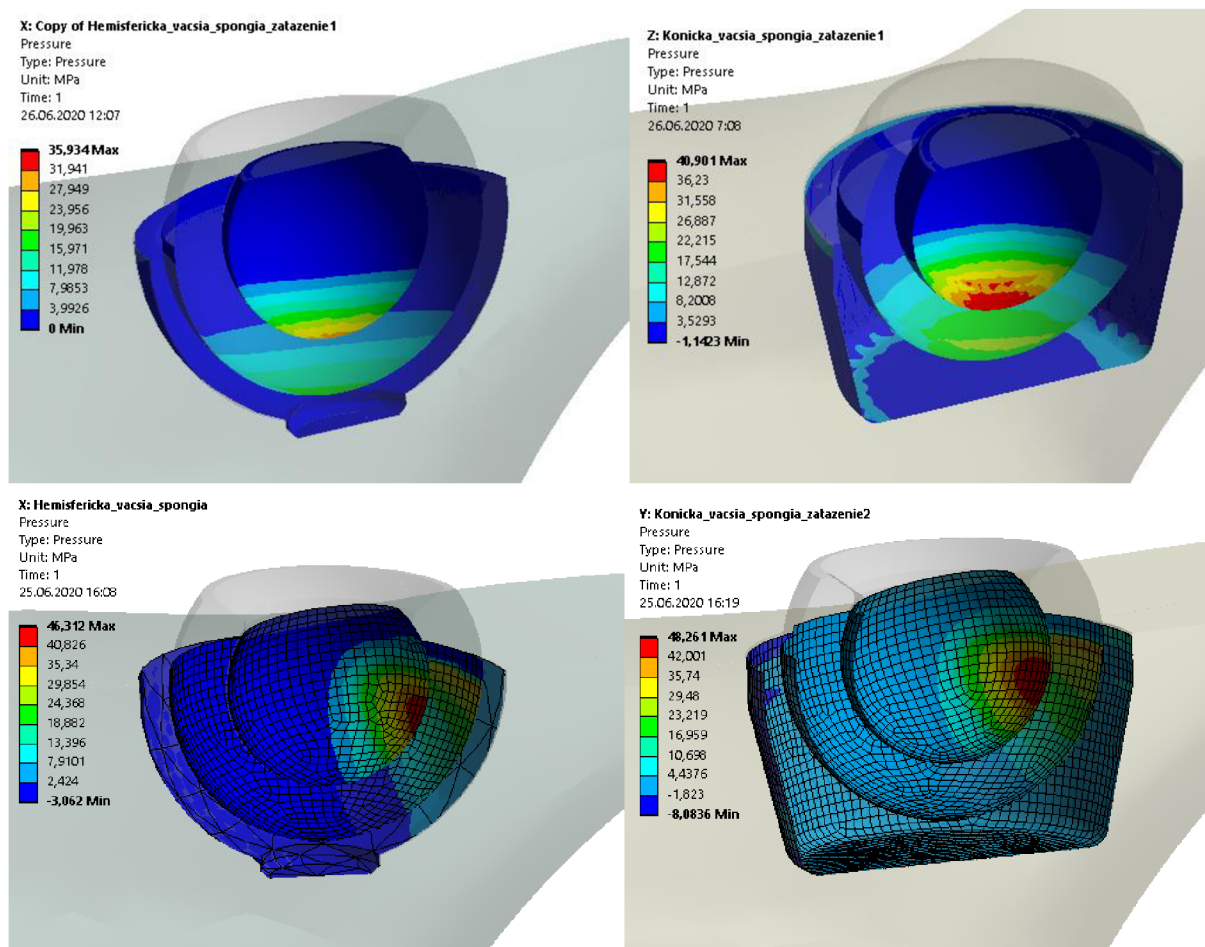 X: Copy of Hemisfericka_vacsia_spongia_zatazenie1
Pressure
Type: Pressure
Unit: MPa
Time: 1
26.06.2020 12:07
35,934 Max
31,941
27,949
23,956
19,963
15,971
11,978
7,9853
3,9926
0 Min
Z: Konicka_vacsia_spongia_zatazenie1
Pressure
Type: Pressure
Unit: MPa
Time: 1
26.06.2020 7:08
40,901 Max
36,23
31,558
26,887
22,215
17,544
12,872
8,2008
3,5293
-1,1423 Min
X: Hemisfericka_vacsia_spongia
Pressure
Type: Pressure
Unit: MPa
Time: 1
25.06.2020 16:08
46,312 Max
40,826
35,34
29,854
24,368
18,882
13,396
7,9101
2,424
-3,062 Min
Y: Konicka_vacsia_spongia_zatazenie2
Pressure
Type: Pressure
Unit: MPa
Time: 1
25.06.2020 16:19
48,261 Max
42,001
35,74
29,48
23,219
16,959
10,698
4,4376
-1,823
-8,0836 Min